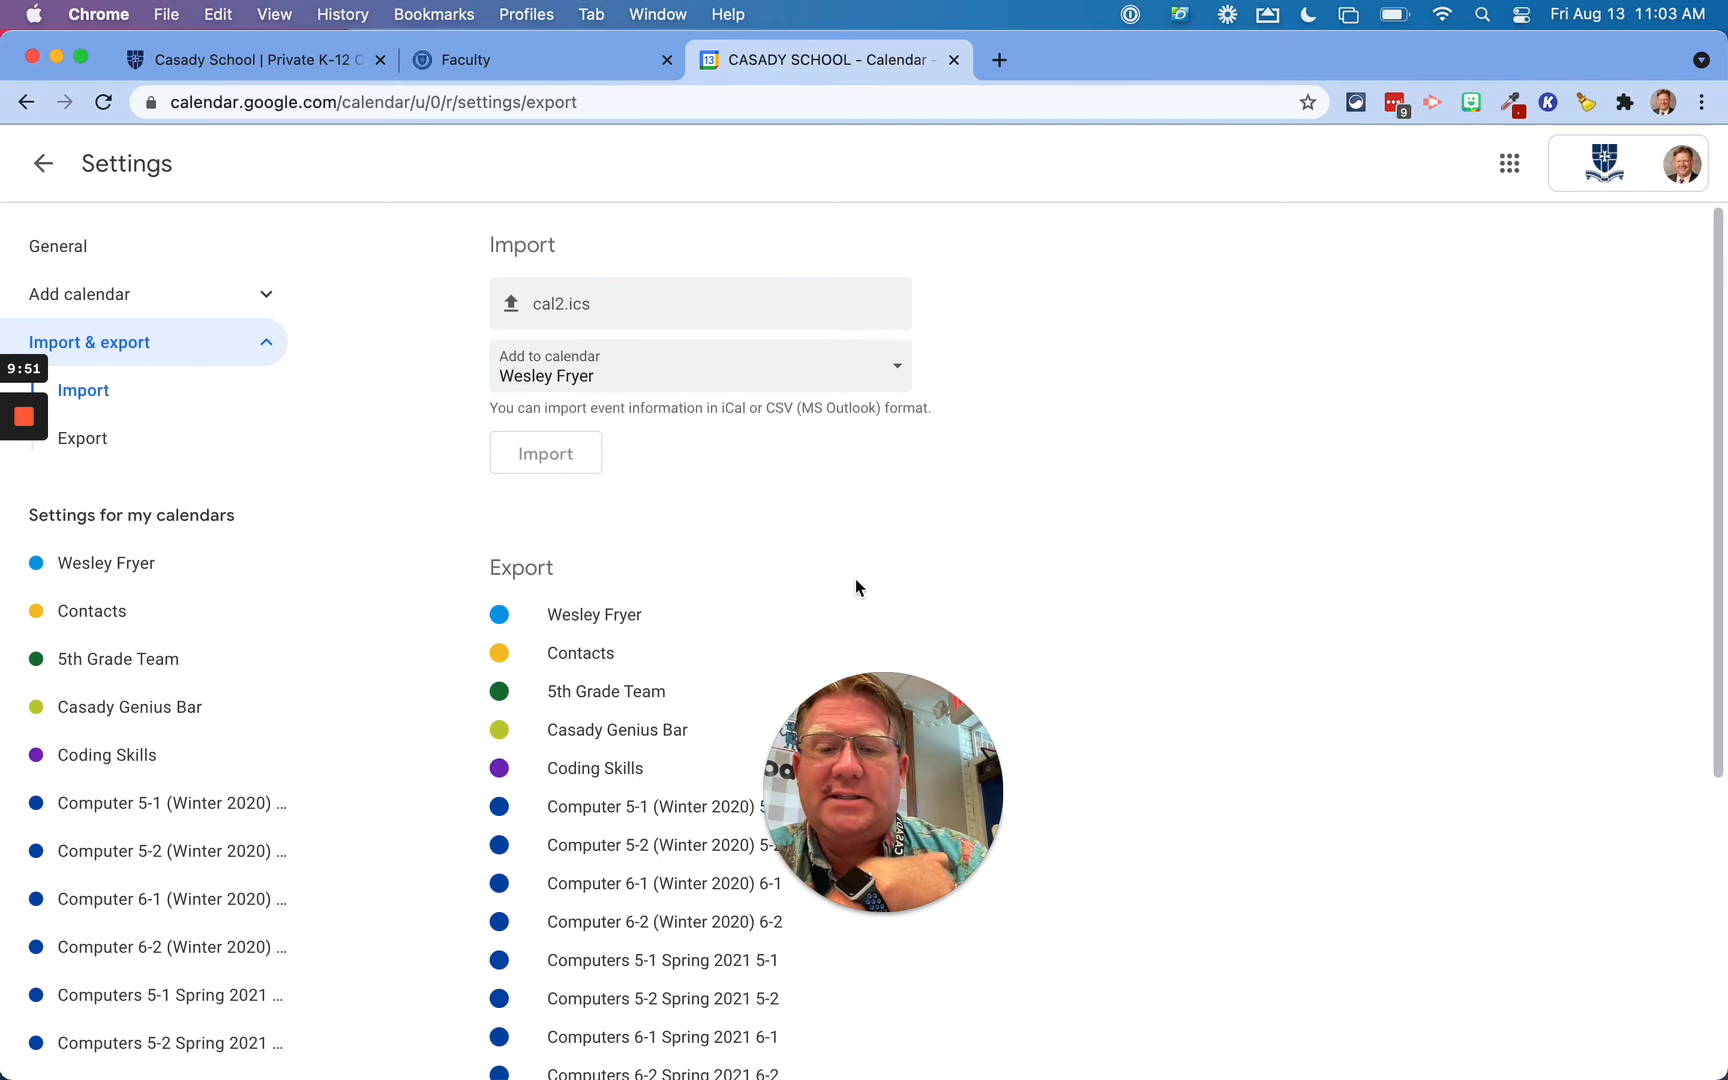 Chrome File Edit View History Bookmarks Profiles Tab Window Help Fri Aug 13 11:03 AM
Casady School | Private K-12 C
Faculty
13 CASADY SCHOOL - Calendar -
calendar.google.com/calendar/u/0/r/settings/export
9
K
Settings
General
Add calendar
Import & export
9:51
Import
Export
Settings for my calendars
Wesley Fryer
Contacts
5th Grade Team
Casady Genius Bar
Coding Skills
Computer 5-1 (Winter 2020) ...
Computer 5-2 (Winter 2020) ...
Computer 6-1 (Winter 2020) ...
Computer 6-2 (Winter 2020) ...
Computers 5-1 Spring 2021 ...
Computers 5-2 Spring 2021 ...
Import
cal2.ics
Add to calendar
Wesley Fryer
You can import event information in iCal or CSV (MS Outlook) format.
Import
Export
Wesley Fryer
Contacts
5th Grade Team
Casady Genius Bar
Coding Skills
Computer 5-1 (Winter 2020) 5
Computer 5-2 (Winter 2020) 5-2
Computer 6-1 (Winter 2020) 6-1
Computer 6-2 (Winter 2020) 6-2
Computers 5-1 Spring 2021 5-1
Computers 5-2 Spring 2021 5-2
Computers 6-1 Spring 2021 6-1
Computers 6-2 Spring 2021 6-2